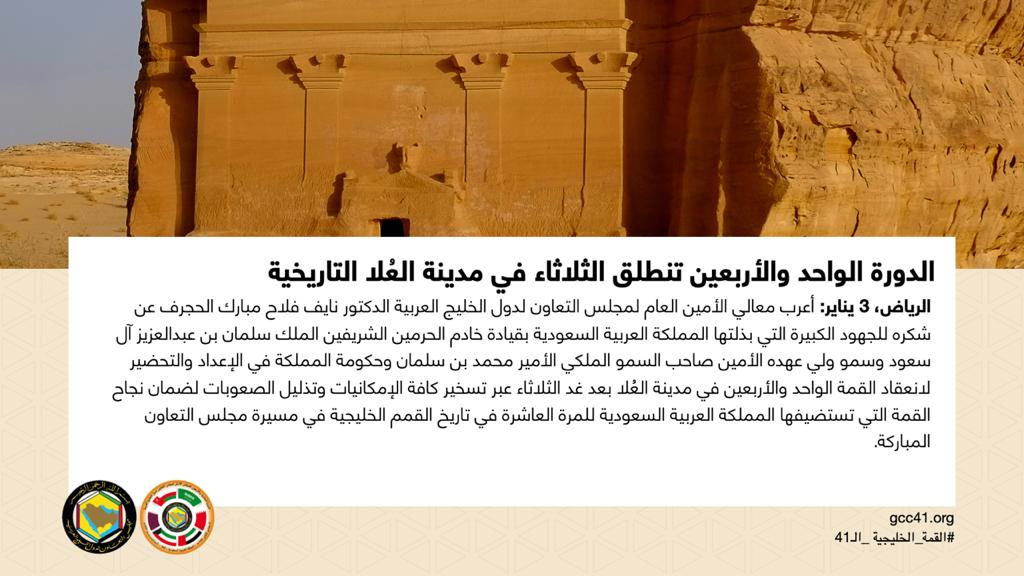 الدورة الواحد والأربعين تنطلق الثلاثاء في مدينة العُلا التاريخية
الرياض، 3 يناير: أعرب معالي الأمين العام لمجلس التعاون لدول الخليج العربية الدكتور نايف فلاح مبارك الحجرف عن
شكره للجهود الكبيرة التي بذلتها المملكة العربية السعودية بقيادة خادم الحرمين الشريفين الملك سلمان بن عبدالعزيز آل
سعود وسمو ولي عهده الأمين صاحب السمو الملكي الأمير محمد بن سلمان وحكومة المملكة في الإعداد والتحضير
لانعقاد القمة الواحد والأربعين في مدينة العُلا بعد غد الثلاثاء عبر تسخير كافة الإمكانيات وتذليل الصعوبات لضمان نجاح
القمة التي تستضيفها المملكة العربية السعودية للمرة العاشرة في تاريخ القمم الخليجية في مسيرة مجلس التعاون
المباركة.
gcc41.org
#القمة_الخليجية _الـ41